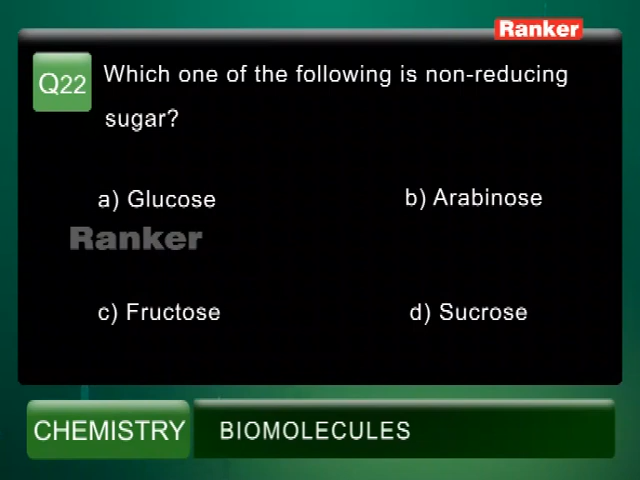 Ranker
Q22 Which one of the following is non-reducing
sugar?
a) Glucose b) Arabinose
Ranker
c) Fructose d) Sucrose
CHEMISTRY BIOMOLECULES